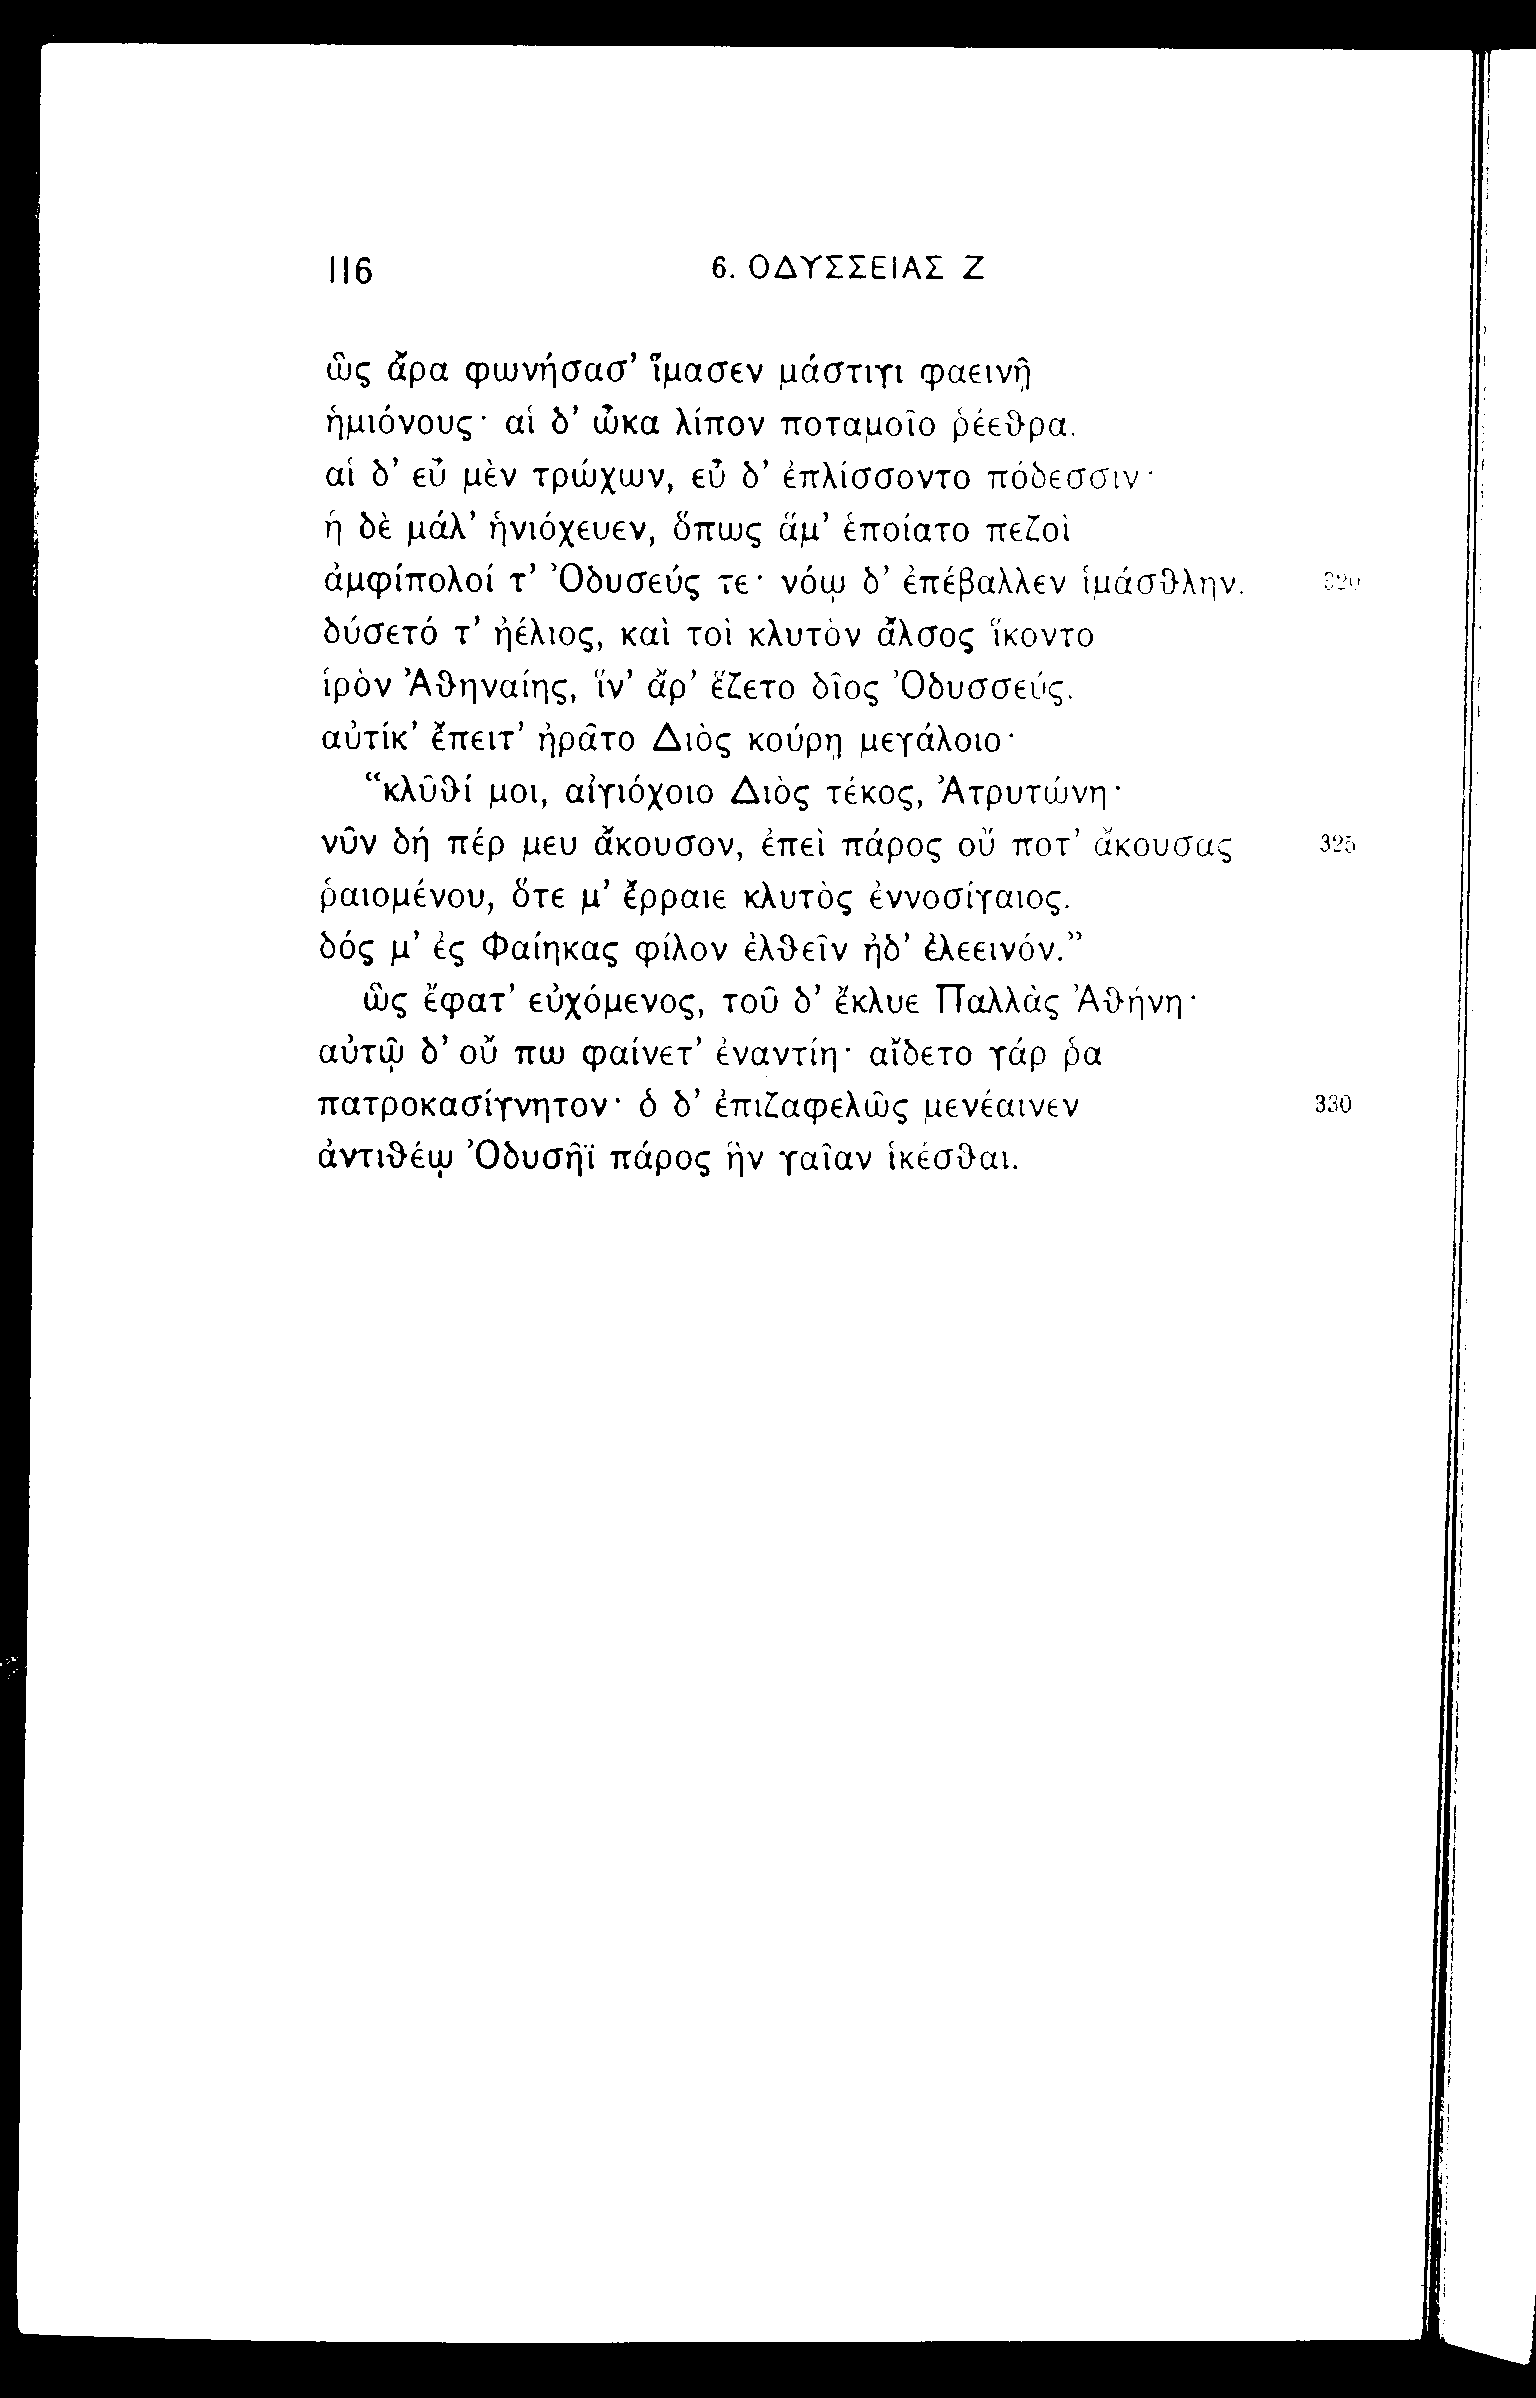 116 6. ΟΔΥΣΣΕΙΑΣ Ζ
ὣς ἄρα φωνήσασ’ ἵμασεν μάστιγι φαεινῇ
ἡμιόνους· αἱ δ’ ὦκα λίπον ποταμοῖο ῥέεθρα.
αἱ δ’ εὖ μὲν τρώχων, εὖ δ’ ἐπλίσσοντο πόδεσσιν·
ἡ δὲ μάλ’ ἡνιόχευεν, ὅπως ἅμ’ ἑποίατο πεζοὶ
ἀμφίπολοί τ’ Ὀδυσεύς τε· νόῳ δ’ ἐπέβαλλεν ἱμάσθλην. 320
δύσετό τ’ ἠέλιος, καὶ τοὶ κλυτὸν ἄλσος ἵκοντο
ἱρὸν Ἀθηναίης, ἵν’ ἄρ’ ἕζετο δῖος Ὀδυσσεύς.
αὐτίκ’ ἔπειτ’ ἠρᾶτο Διὸς κούρῃ μεγάλοιο·
“κλῦθί μοι, αἰγιόχοιο Διὸς τέκος, Ἀτρυτώνη·
νῦν δή πέρ μευ ἄκουσον, ἐπεὶ πάρος οὔ ποτ’ ἄκουσας 325
ῥαιομένου, ὅτε μ’ ἔρραιε κλυτὸς ἐννοσίγαιος.
δός μ’ ἐς Φαίηκας φίλον ἐλθεῖν ἠδ’ ἐλεεινόν.”
ὣς ἔφατ’ εὐχόμενος, τοῦ δ’ ἔκλυε Παλλὰς Ἀθήνη·
αὐτῷ δ’ οὔ πω φαίνετ’ ἐναντίη· αἴδετο γάρ ῥα
πατροκασίγνητον· ὁ δ’ ἐπιζαφελῶς μενέαινεν 330
ἀντιθέῳ Ὀδυσῆϊ πάρος ἣν γαῖαν ἱκέσθαι.